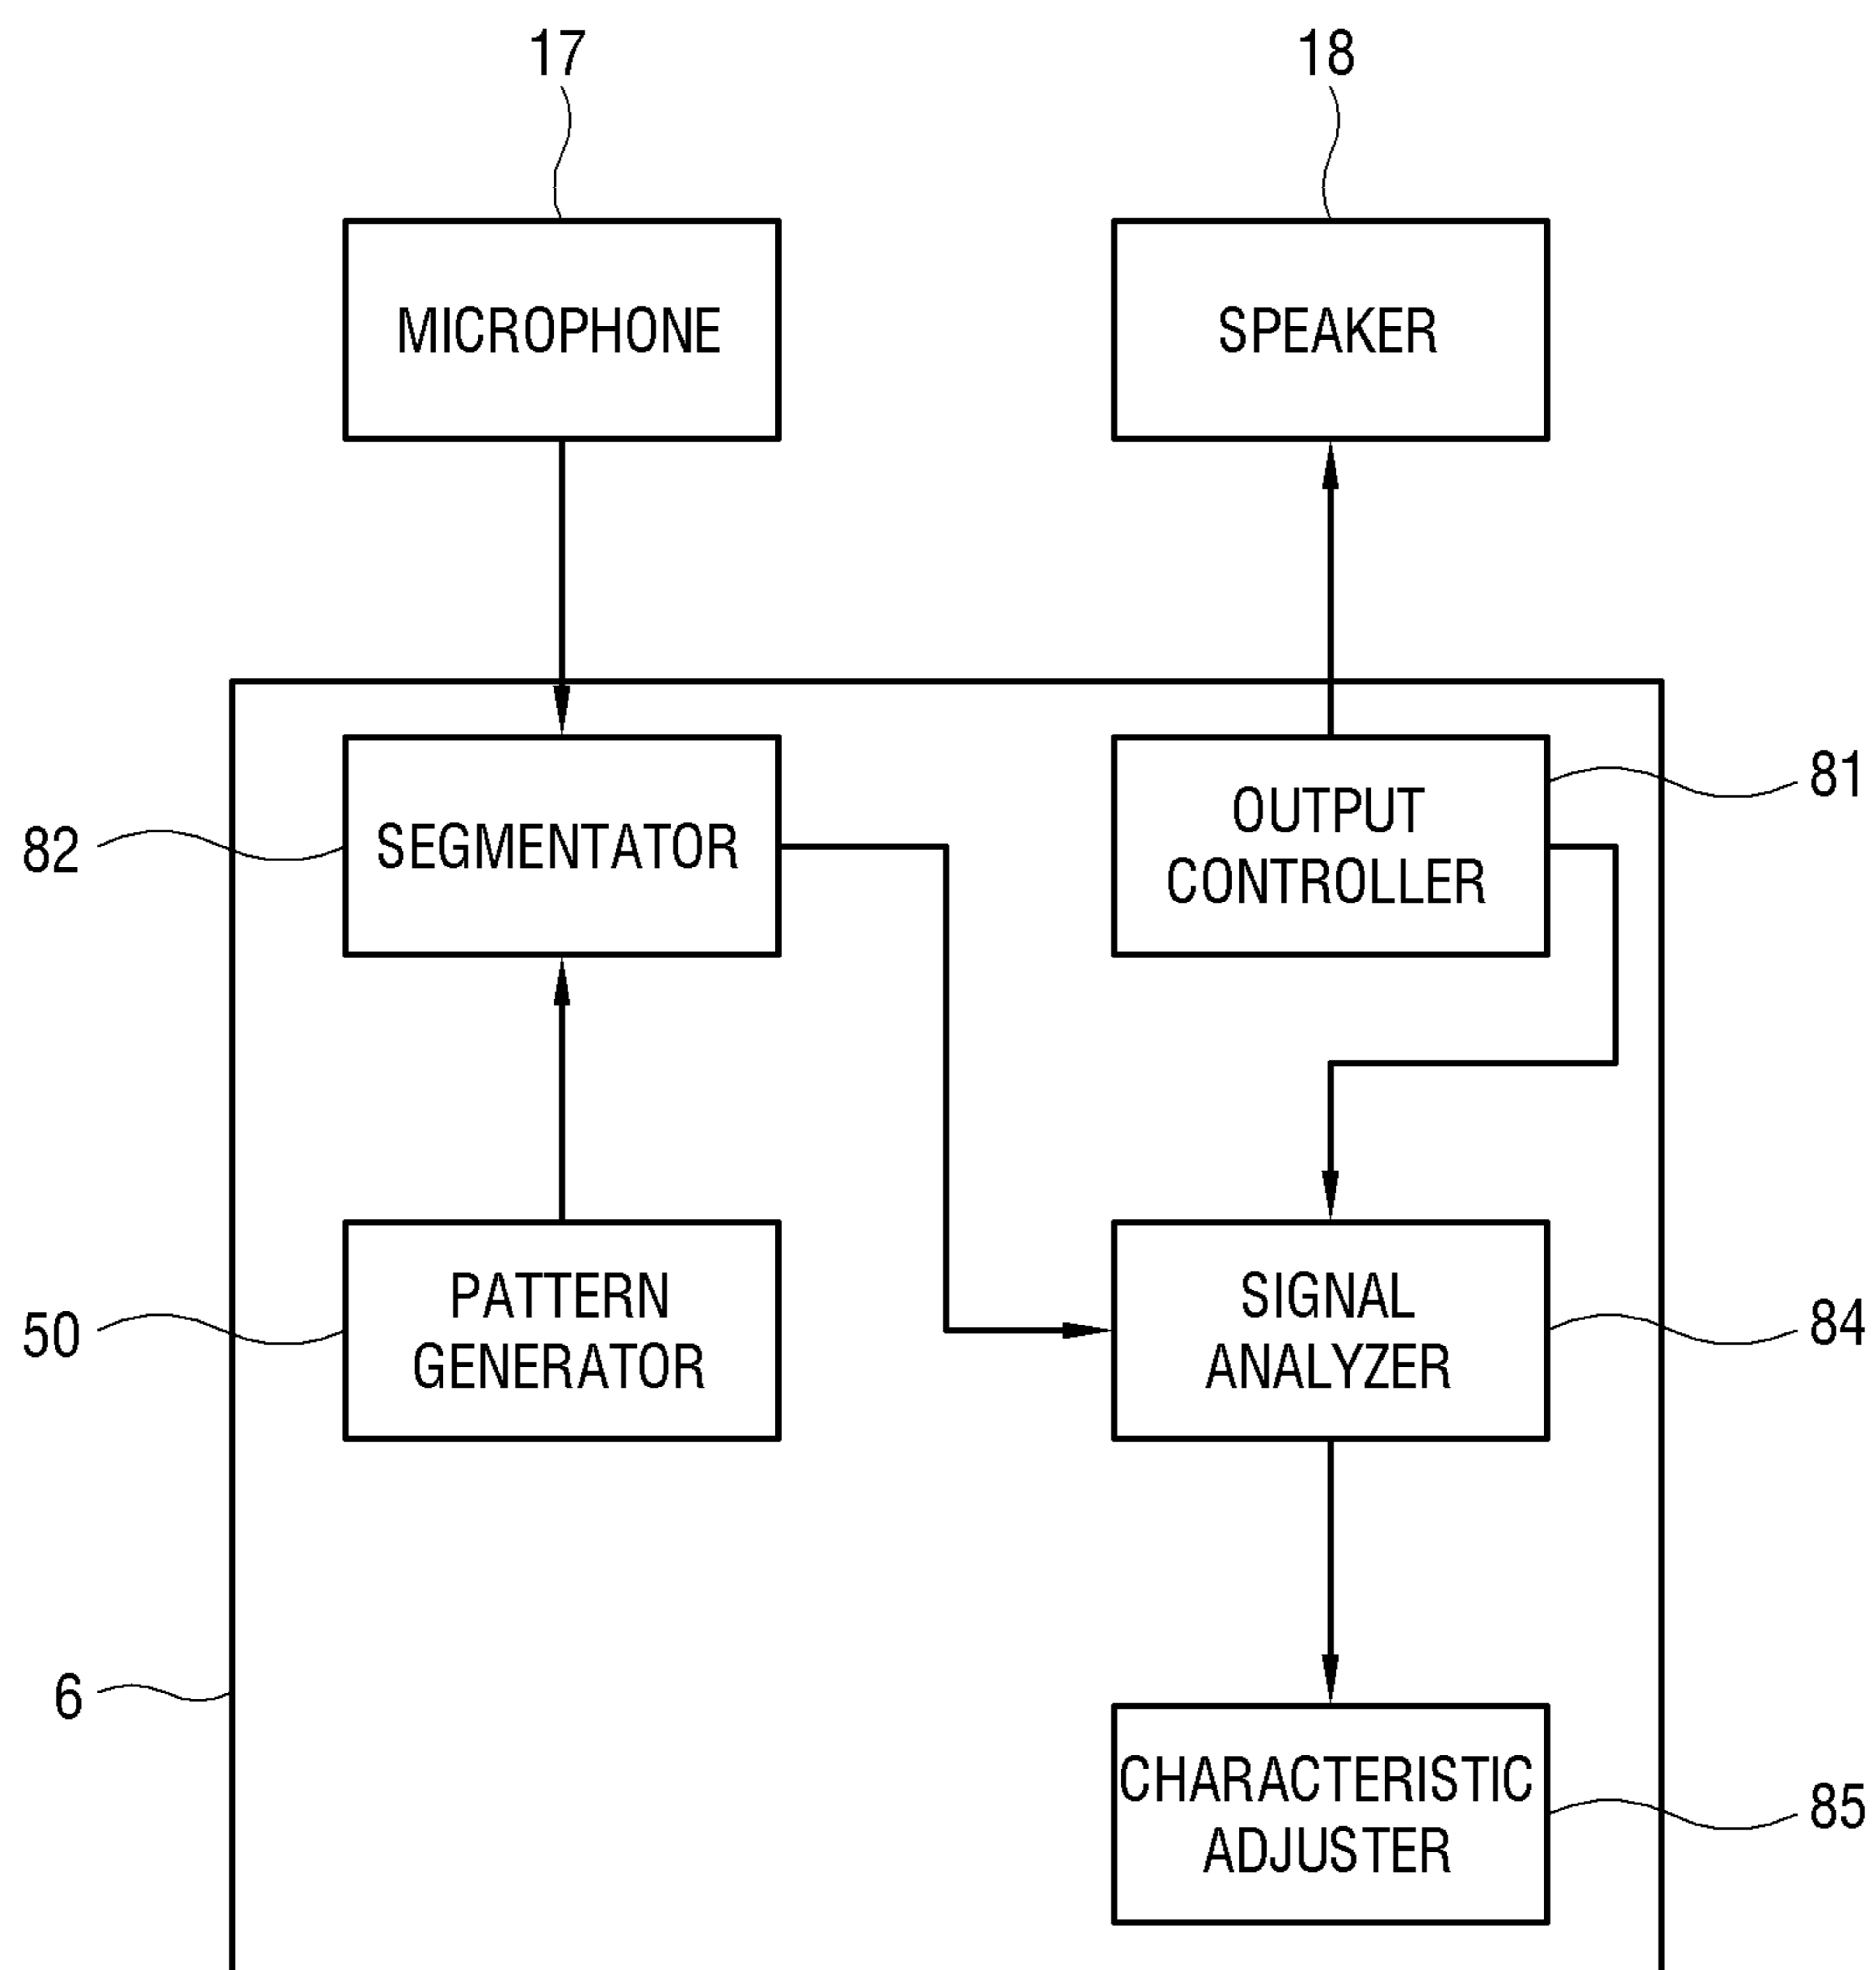 17
18
MICROPHONE
SPEAKER
81
82
SEGMENTATOR
OUTPUT
CONTROLLER
50
PATTERN
GENERATOR
SIGNAL
ANALYZER
84
6
CHARACTERISTIC
ADJUSTER
85